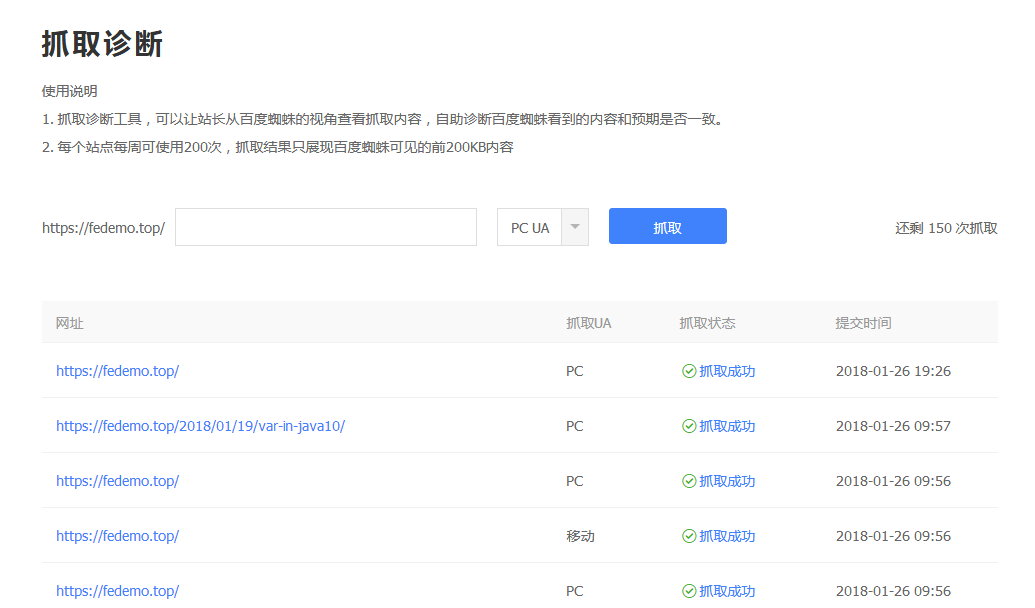 抓取诊断
使用说明
1. 抓取诊断工具，可以让站长从百度蜘蛛的视角查看抓取内容，自助诊断百度蜘蛛看到的内容和预期是否一致。
2. 每个站点每周可使用200次，抓取结果只展现百度蜘蛛可见的前200KB内容
https://fedemo.top/ PC UA 抓取 还剩 150 次抓取
网址 抓取UA 抓取状态 提交时间
https://fedemo.top/ PC 抓取成功 2018-01-26 19:26
https://fedemo.top/2018/01/19/var-in-java10/ PC 抓取成功 2018-01-26 09:57
https://fedemo.top/ PC 抓取成功 2018-01-26 09:56
https://fedemo.top/ 移动 抓取成功 2018-01-26 09:56
https://fedemo.top/ PC 抓取成功 2018-01-26 09:56